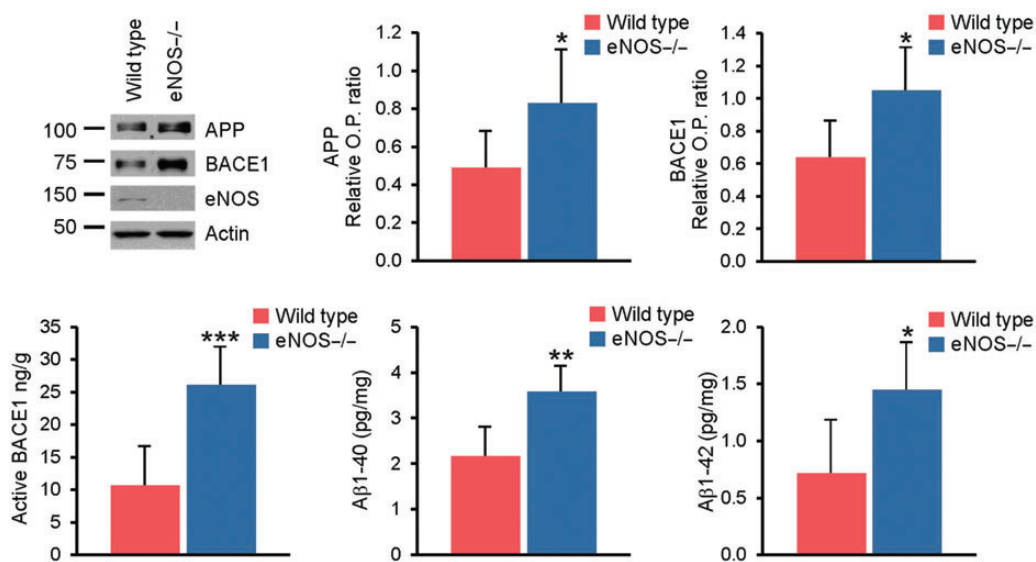 Wild type
eNOS–/–
100
APP
75
BACE1
150
eNOS
50
Actin
APP
Relative O.P. ratio
1.2
1.0
0.8
0.6
0.4
0.2
0.0
*
Wild type
eNOS–/–
BACE1
Relative O.P. ratio
1.4
1.2
1.0
0.8
0.6
0.4
0.2
0.0
*
Wild type
eNOS–/–
Active BACE1 ng/g
35
30
25
20
15
10
5
0
***
Wild type
eNOS–/–
Aβ1-40 (pg/mg)
5
4
3
2
1
0
**
Wild type
eNOS–/–
Aβ1-42 (pg/mg)
2.0
1.5
1.0
0.5
0.0
*
Wild type
eNOS–/–